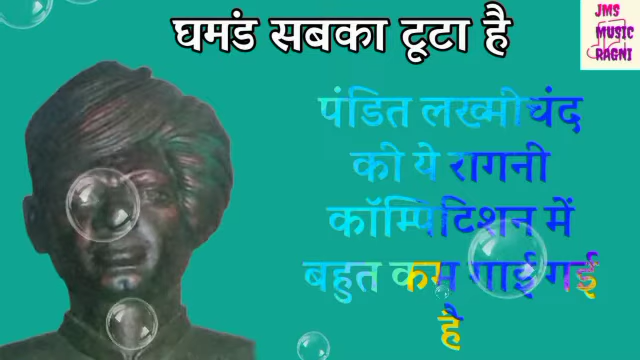 घमंड सबका टूटा है
JMS
MUSIC
RAGNI
पंडित लख्मीचंद
की ये रागनी
कॉम्पिटिशन में
बहुत कम गाई गई
है